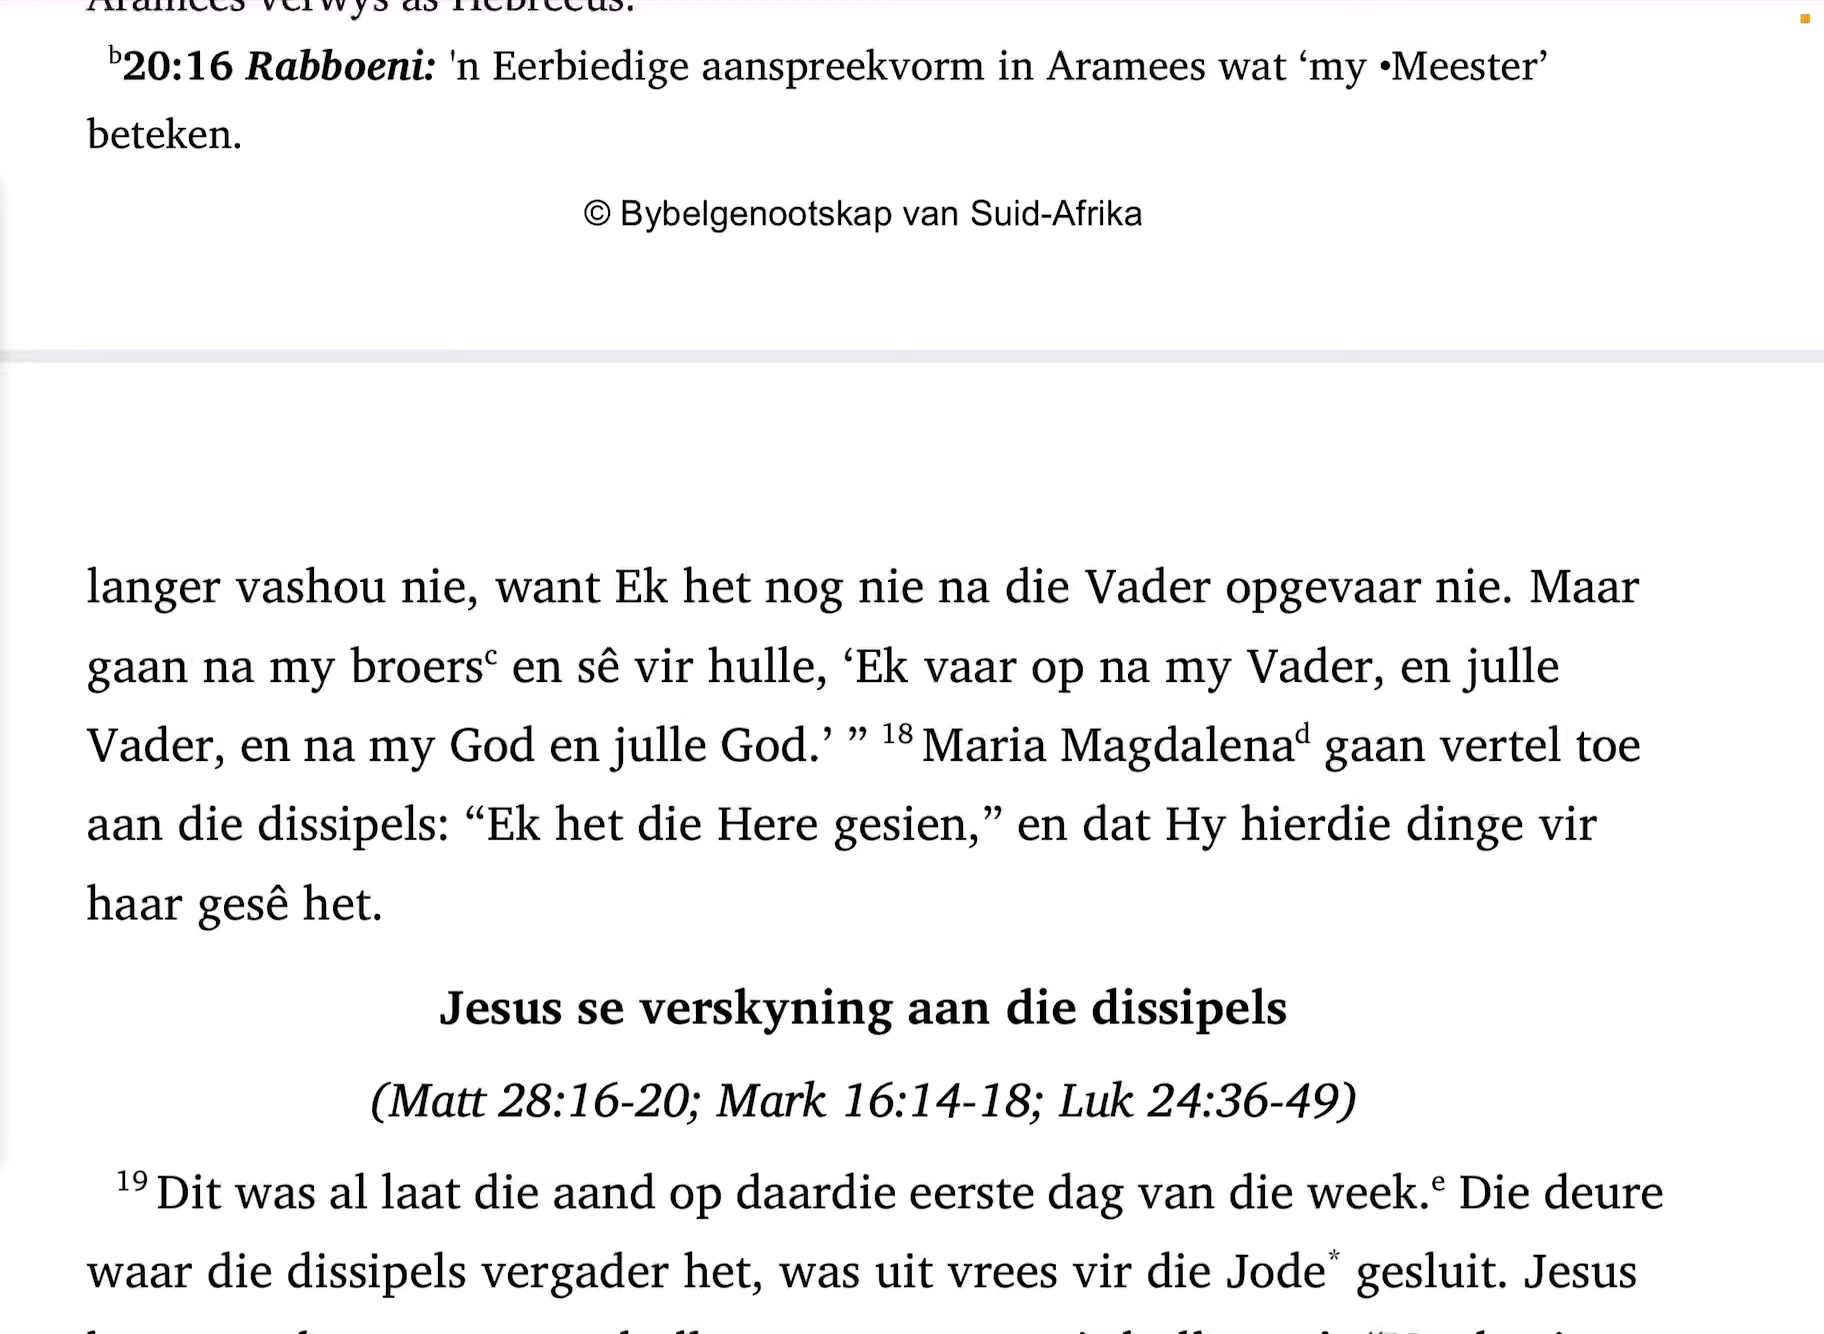 Aramees verwys as Hebreeus.
b20:16 Rabboeni: 'n Eerbiedige aanspreekvorm in Aramees wat ‘my •Meester’
beteken.
© Bybelgenootskap van Suid-Afrika
langer vashou nie, want Ek het nog nie na die Vader opgevaar nie. Maar
gaan na my broersc en sê vir hulle, ‘Ek vaar op na my Vader, en julle
Vader, en na my God en julle God.’ ” 18 Maria Magdalenad gaan vertel toe
aan die dissipels: “Ek het die Here gesien,” en dat Hy hierdie dinge vir
haar gesê het.
Jesus se verskyning aan die dissipels
(Matt 28:16-20; Mark 16:14-18; Luk 24:36-49)
19 Dit was al laat die aand op daardie eerste dag van die week.e Die deure
waar die dissipels vergader het, was uit vrees vir die Jode* gesluit. Jesus